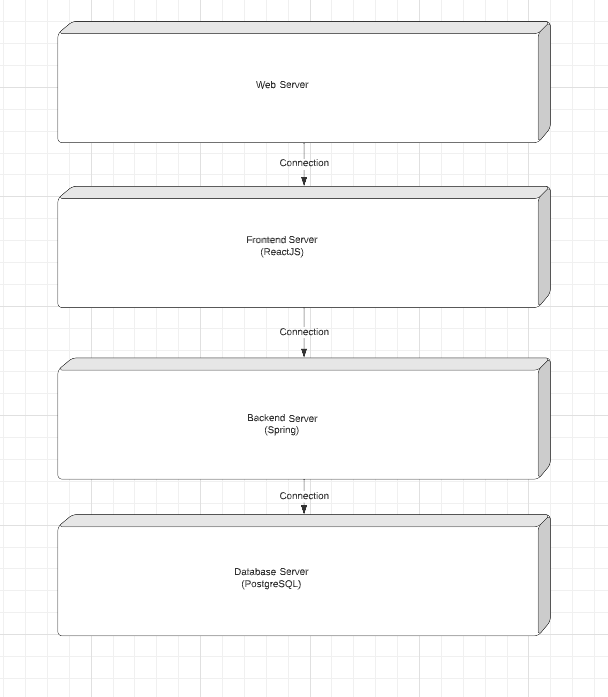 Web Server
Connection
Frontend Server
(ReactJS)
Connection
Backend Server
(Spring)
Connection
Database Server
(PostgreSQL)